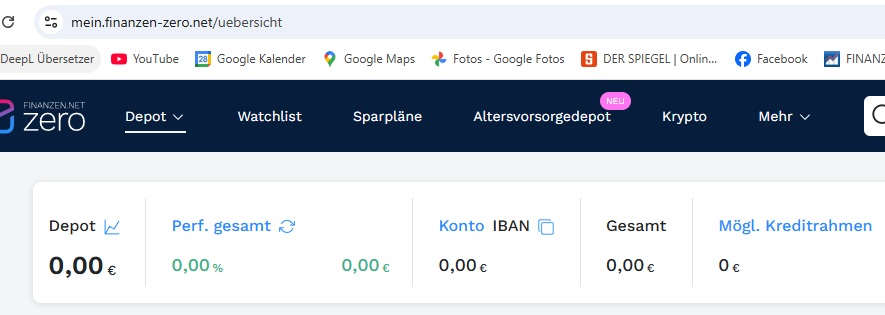 mein.finanzen-zero.net/uebersicht
DeepL Übersetzer YouTube 28 Google Kalender Google Maps Fotos - Google Fotos S DER SPIEGEL | Onlin... Facebook FINANZ
NEU
FINANZEN.NET
zero Depot Watchlist Sparpläne Altersvorsorgedepot Krypto Mehr
Depot Perf. gesamt Konto IBAN Gesamt Mögl. Kreditrahmen
0,00 € 0,00 % 0,00 € 0,00 € 0,00 € 0 €